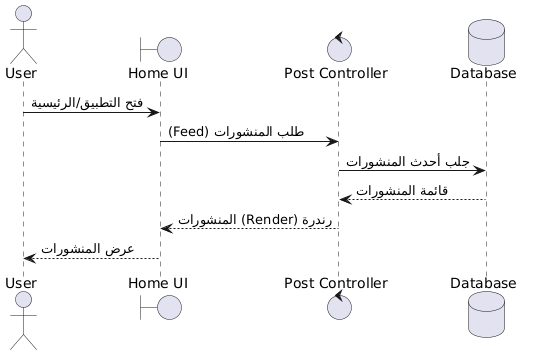 User
Home UI
Post Controller
Database
فتح التطبيق/الرئيسية
طلب المنشورات (Feed)
جلب أحدث المنشورات
قائمة المنشورات
رندرة (Render) المنشورات
عرض المنشورات
User
Home UI
Post Controller
Database